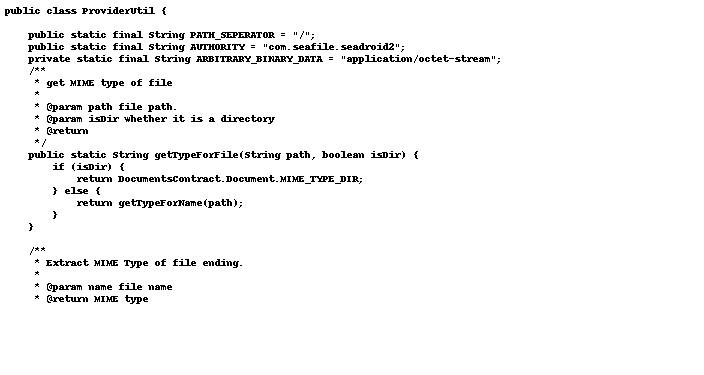 public class ProviderUtil {

    public static final String PATH_SEPERATOR = "/";
    public static final String AUTHORITY = "com.seafile.seadroid2";
    private static final String ARBITRARY_BINARY_DATA = "application/octet-stream";
    /**
     * get MIME type of file
     *
     * @param path file path.
     * @param isDir whether it is a directory
     * @return
     */
    public static String getTypeForFile(String path, boolean isDir) {
        if (isDir) {
            return DocumentsContract.Document.MIME_TYPE_DIR;
        } else {
            return getTypeForName(path);
        }
    }

    /**
     * Extract MIME Type of file ending.
     *
     * @param name file name
     * @return MIME type